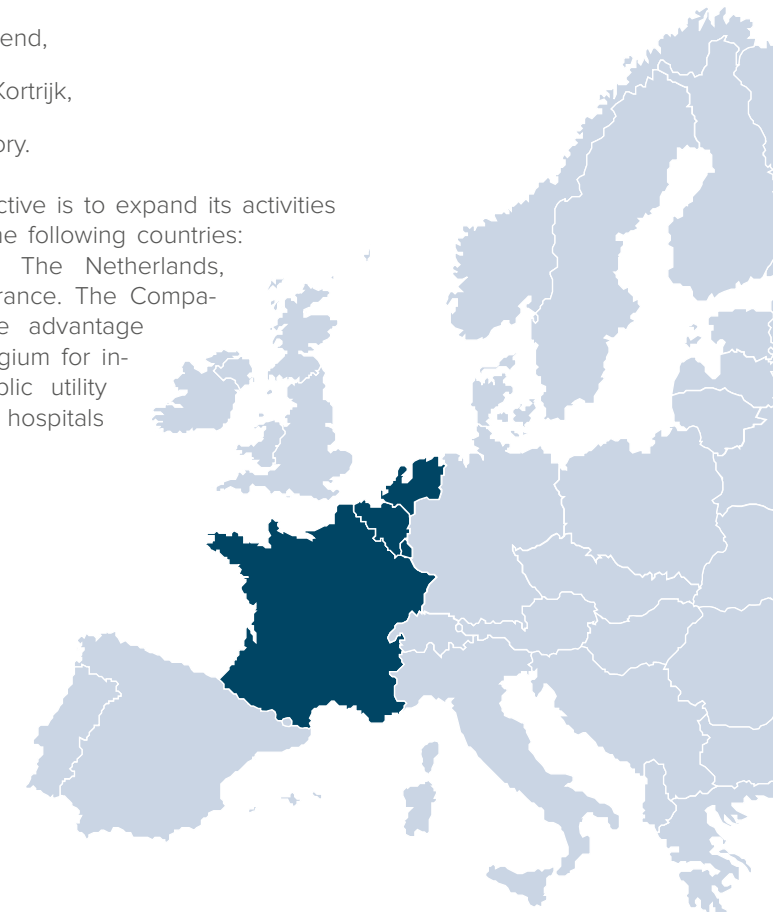 end,
Kortrijk,
ory.
ctive is to expand its activities
ne following countries:
The Netherlands,
rance. The Compa-
e advantage
gium for in-
blic utility
hospitals